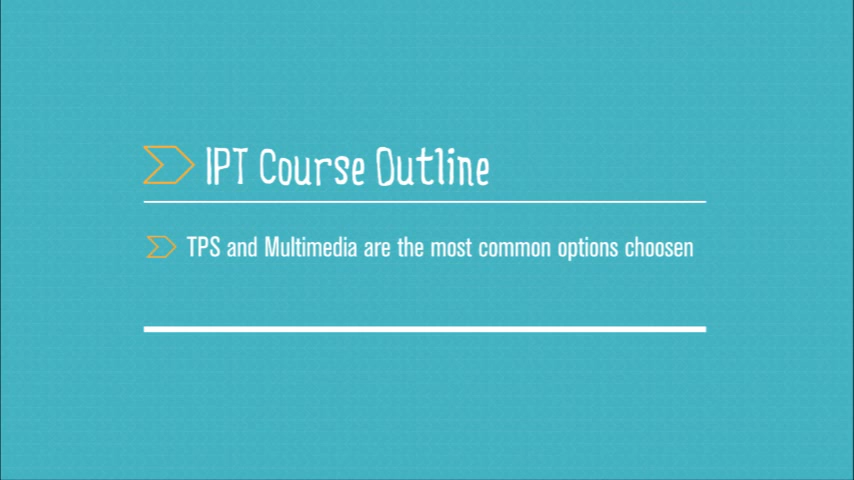 IPT Course Outline
TPS and Multimedia are the most common options choosen